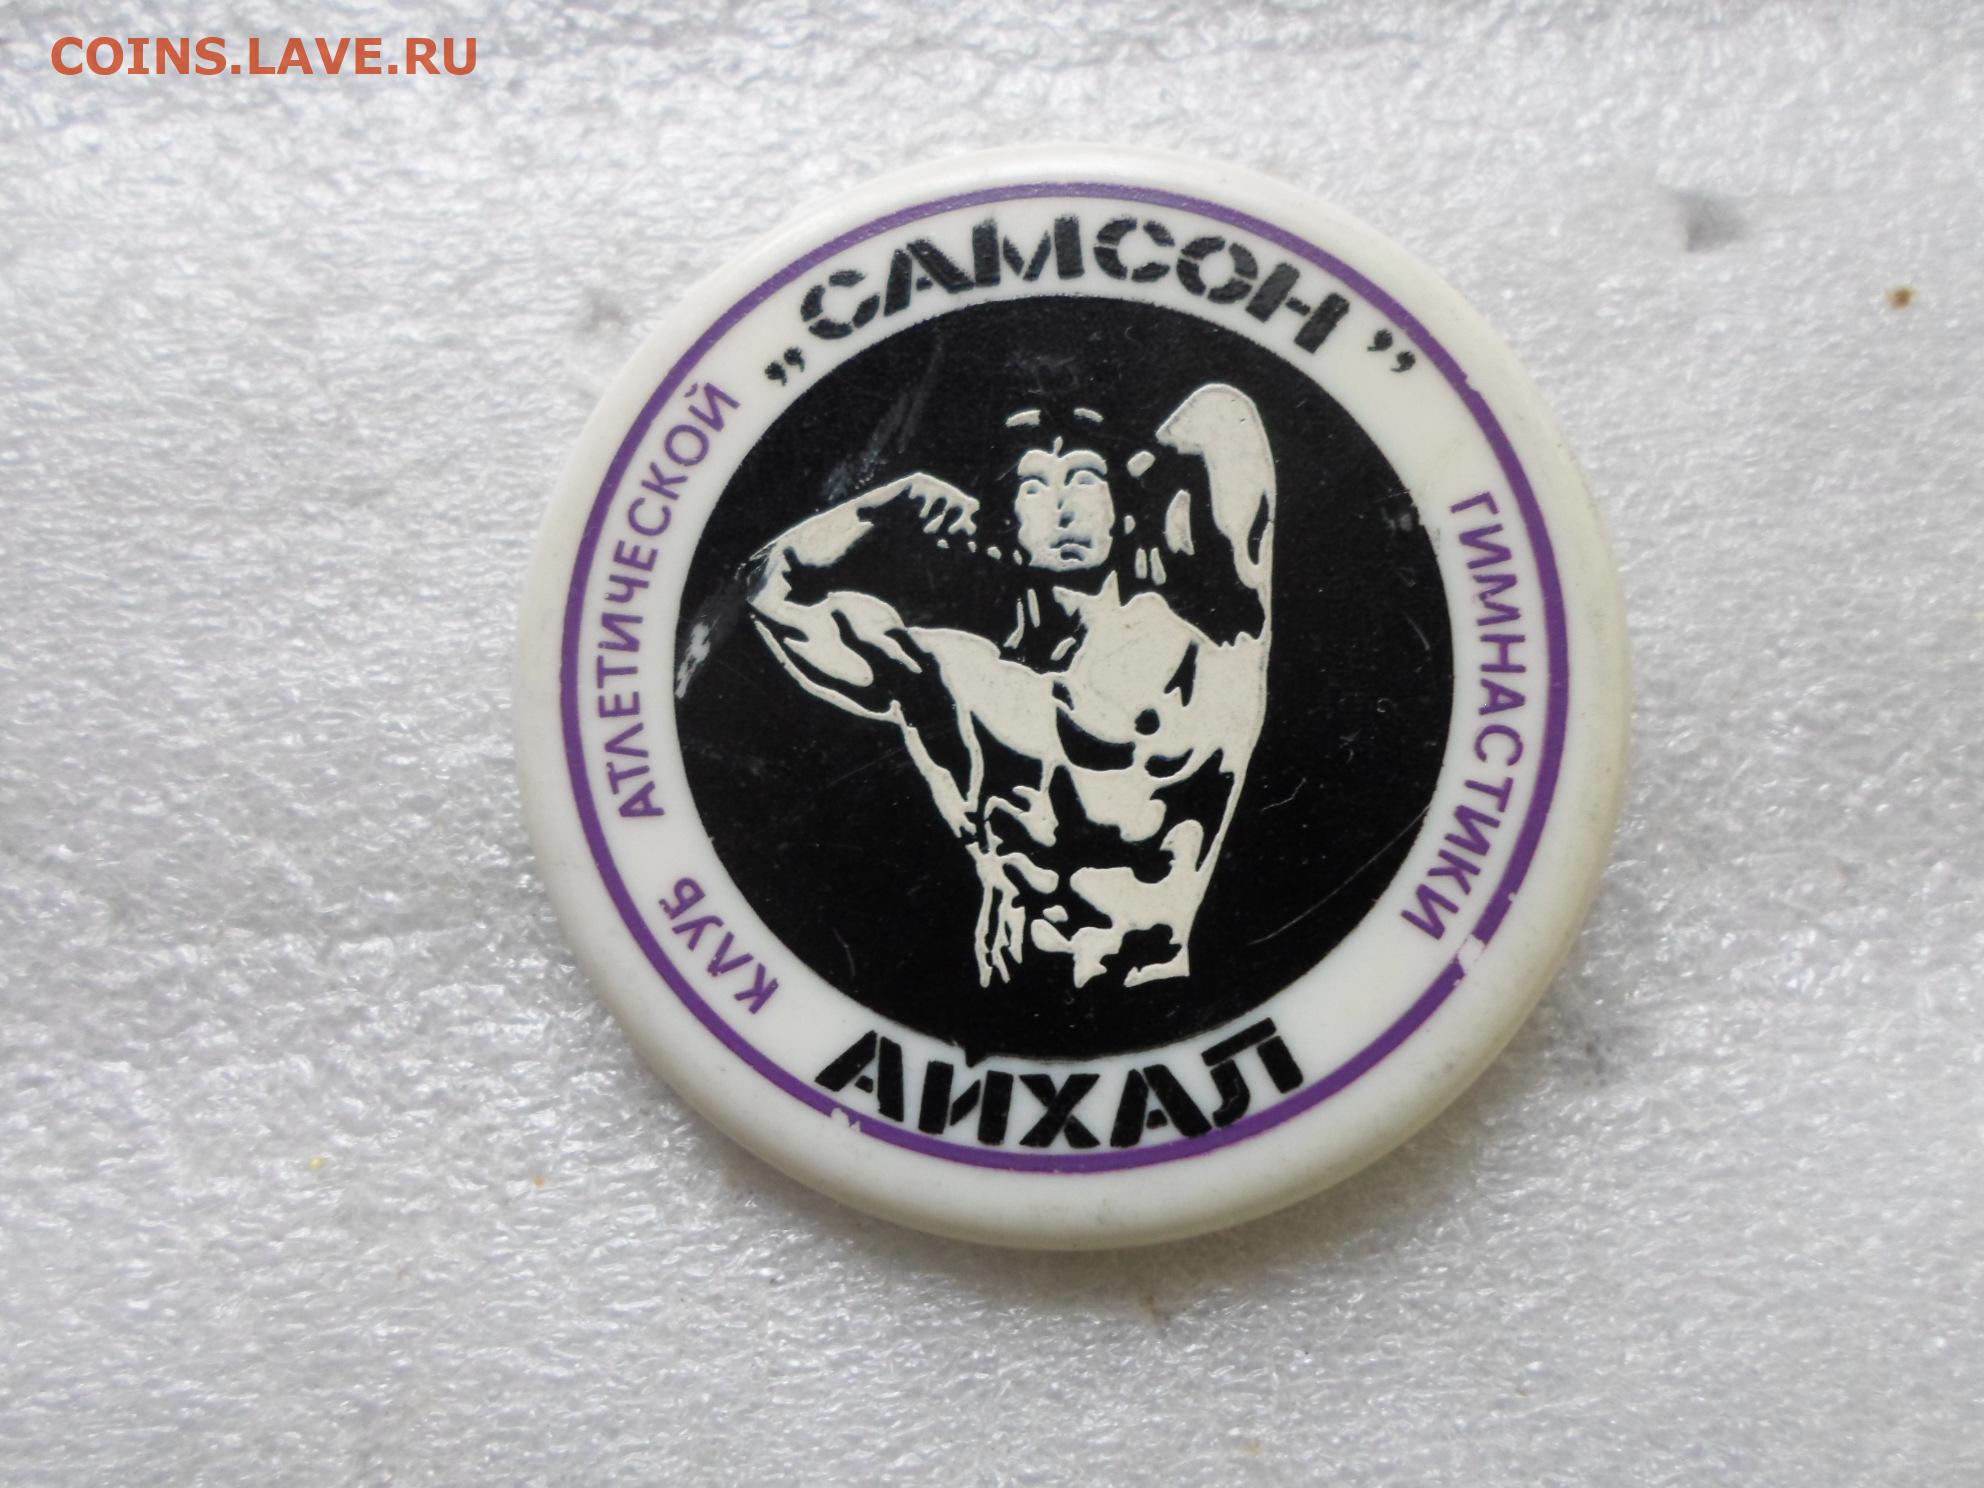 COINS.LAVE.RU
„САМСОН”
КЛУБ АТЛЕТИЧЕСКОЙ ГИМНАСТИКИ
АЙХАЛ